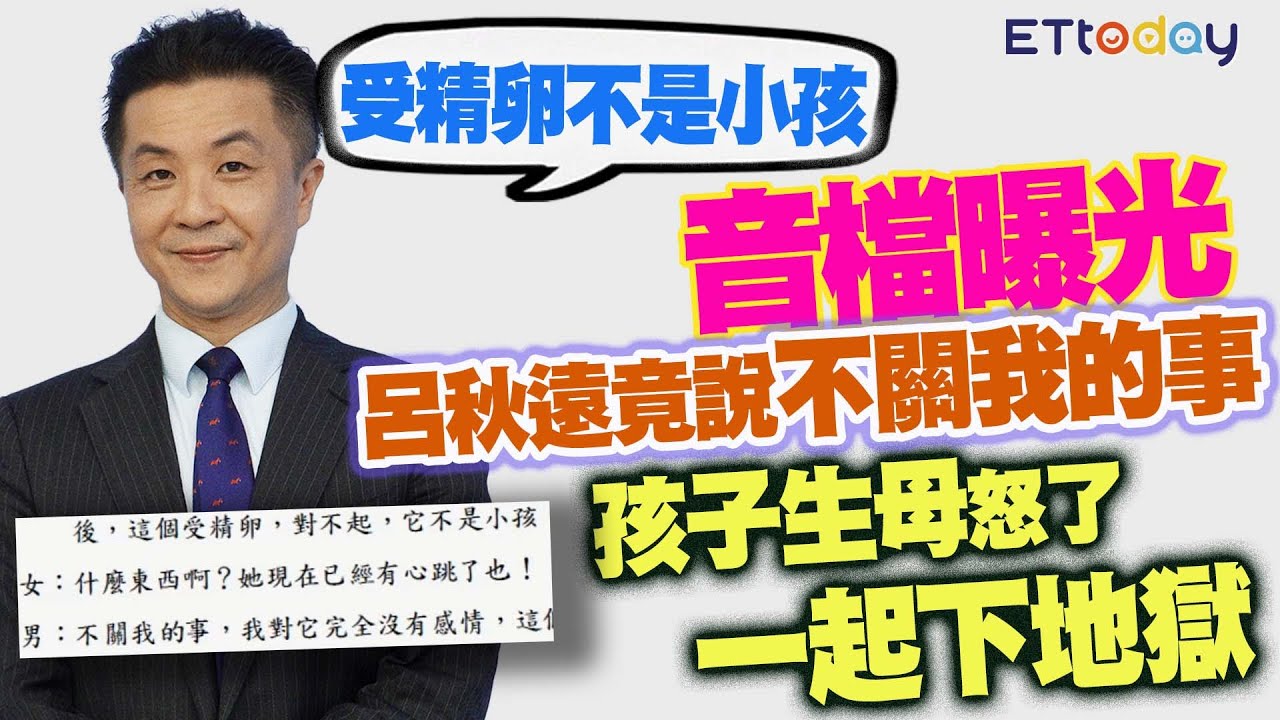 ETtoday
受精卵不是小孩
音檔曝光
呂秋遠竟說不關我的事
孩子生母怒了
一起下地獄
後，這個受精卵，對不起，它不是小孩
女：什麼東西啊？她現在已經有心跳了也！
男：不關我的事，我對它完全沒有感情，這